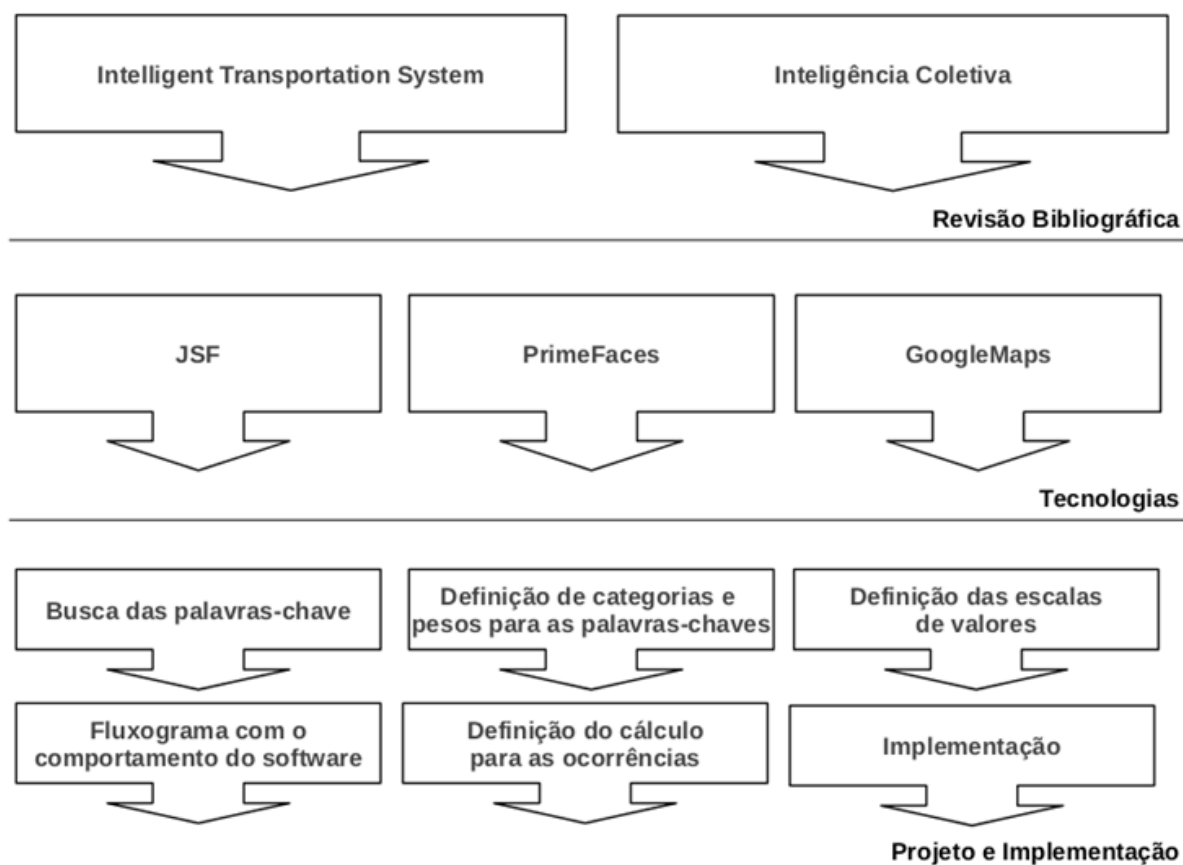 Intelligent Transportation System
Inteligência Coletiva
Revisão Bibliográfica
JSF
PrimeFaces
GoogleMaps
Tecnologias
Busca das palavras-chave
Definição de categorias e
pesos para as palavras-chaves
Definição das escalas
de valores
Fluxograma com o
comportamento do software
Definição do cálculo
para as ocorrências
Implementação
Projeto e Implementação